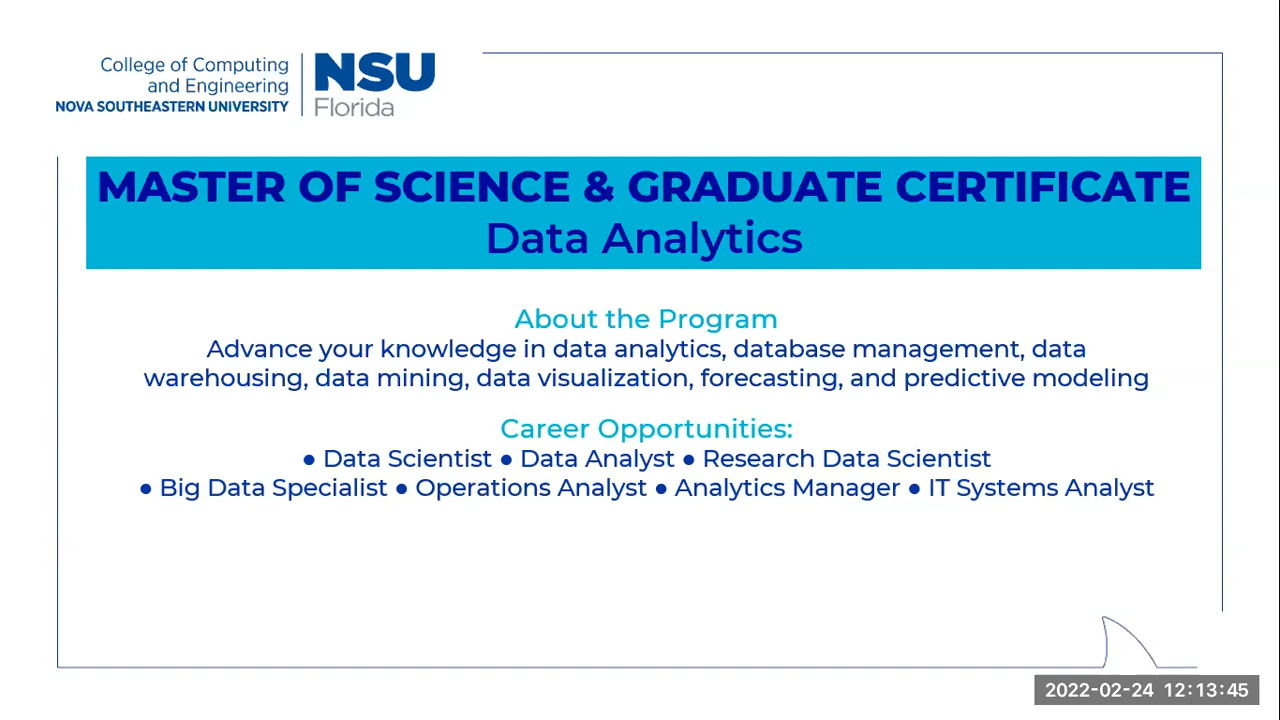 College of Computing
and Engineering
NOVA SOUTHEASTERN UNIVERSITY
NSU
Florida
MASTER OF SCIENCE & GRADUATE CERTIFICATE
Data Analytics
About the Program
Advance your knowledge in data analytics, database management, data
warehousing, data mining, data visualization, forecasting, and predictive modeling
Career Opportunities:
● Data Scientist ● Data Analyst ● Research Data Scientist
● Big Data Specialist ● Operations Analyst ● Analytics Manager ● IT Systems Analyst
2022-02-24 12:13:45